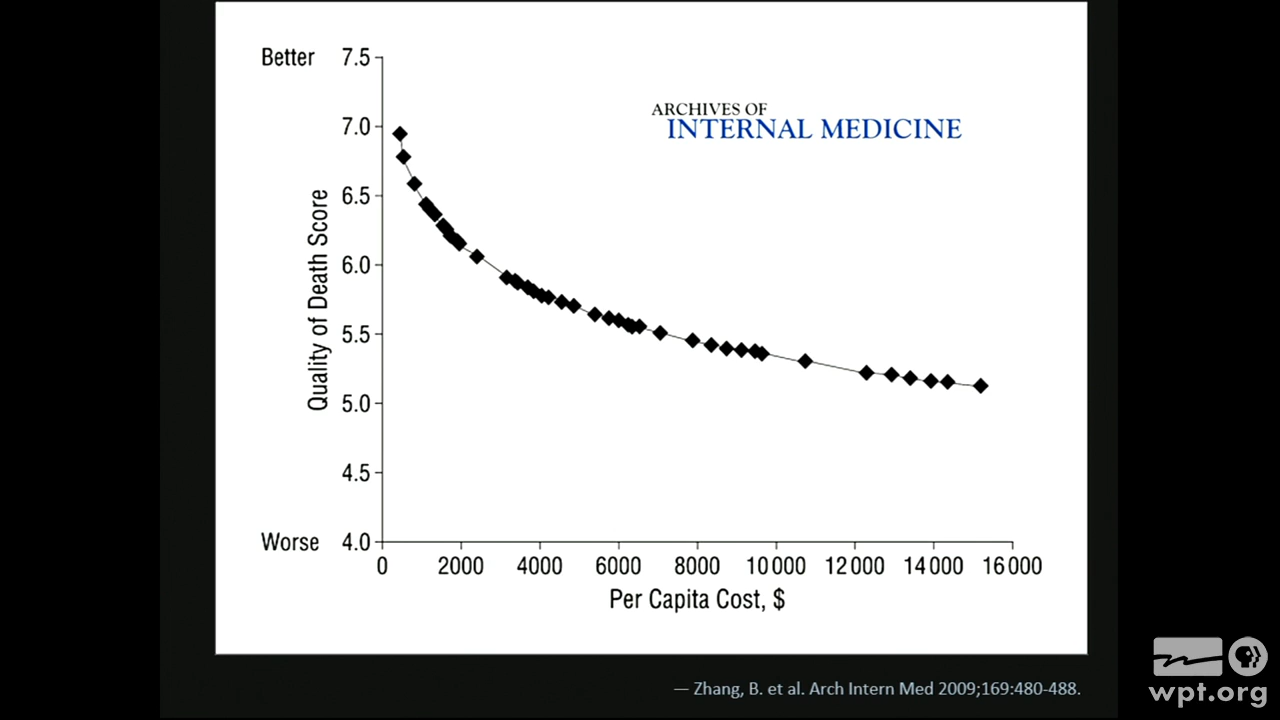 Better 7.5
ARCHIVES OF
INTERNAL MEDICINE
7.0
6.5
6.0
5.5
5.0
4.5
Worse 4.0
Quality of Death Score
0 2000 4000 6000 8000 10000 12000 14000 16000
Per Capita Cost, $
— Zhang, B. et al. Arch Intern Med 2009;169:480-488.
wpt.org